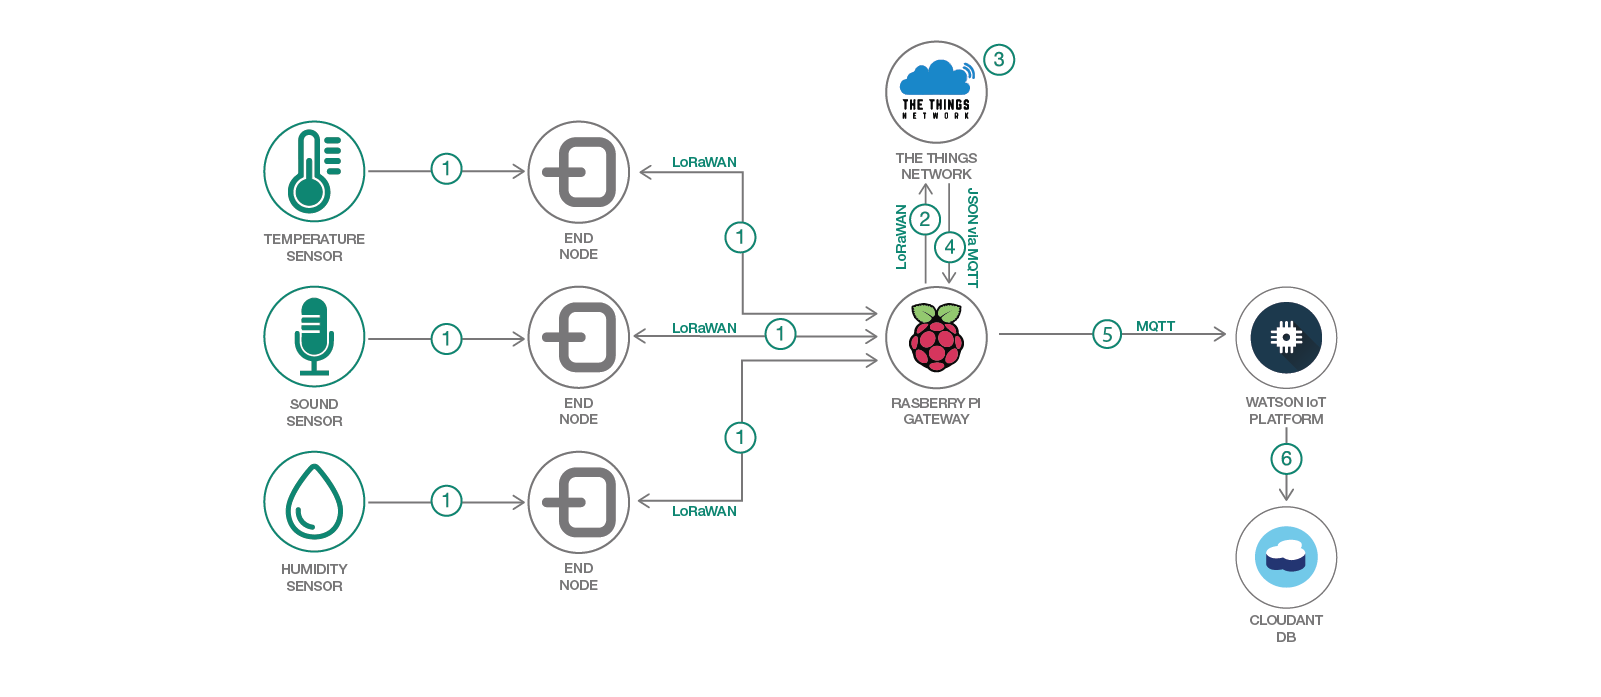 3
THE THINGS
NETWORK
THE THINGS
NETWORK
1
LoRaWAN
TEMPERATURE
SENSOR
END
NODE
1
LoRaWAN
2
4
JSON via MQTT
1
LoRaWAN
1
5
MQTT
SOUND
SENSOR
END
NODE
RASBERRY PI
GATEWAY
WATSON IoT
PLATFORM
1
6
1
LoRaWAN
HUMIDITY
SENSOR
END
NODE
CLOUDANT
DB